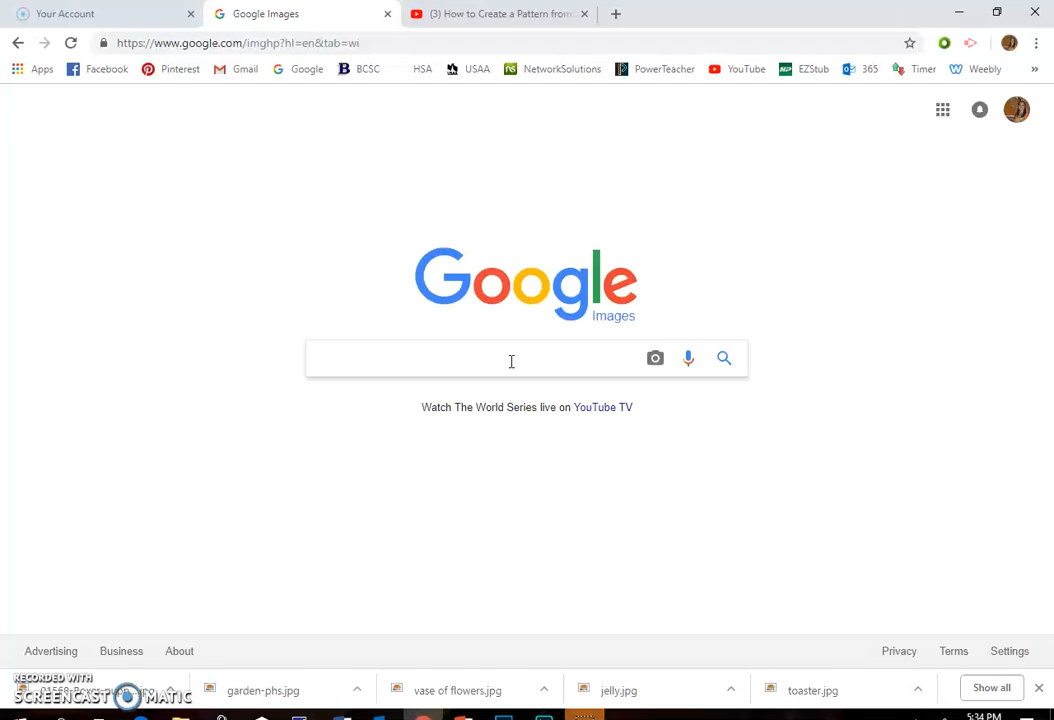 Your Account
Google Images
(3) How to Create a Pattern from
https://www.google.com/imghp?hl=en&tab=wi
Apps Facebook Pinterest Gmail Google BCSC HSA USAA NetworkSolutions PowerTeacher YouTube EZStub 365 Timer Weebly »
Google
Images
Watch The World Series live on YouTube TV
Advertising Business About Privacy Terms Settings
garden-phs.jpg vase of flowers.jpg jelly.jpg toaster.jpg Show all
RECORDED WITH
SCREENCAST MATIC
5:34 PM